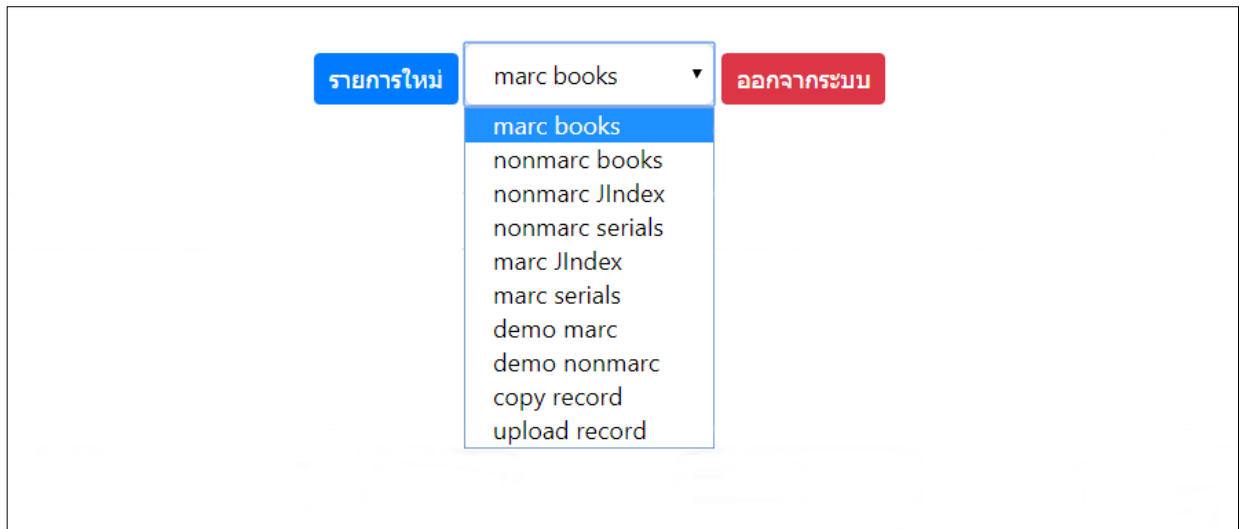 รายการใหม่ marc books ออกจากระบบ
marc books
nonmarc books
nonmarc JIndex
nonmarc serials
marc JIndex
marc serials
demo marc
demo nonmarc
copy record
upload record